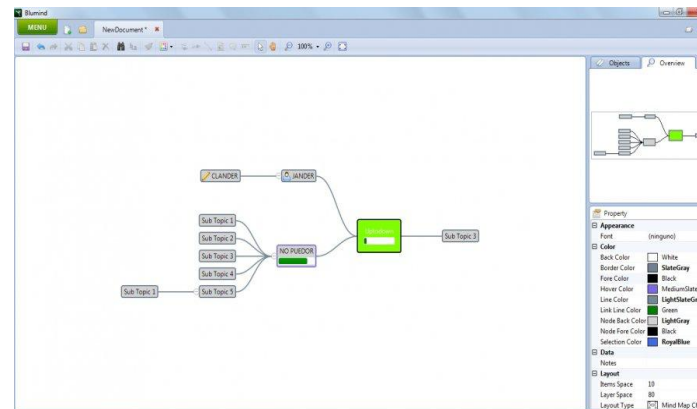 Blumind
MENU
NewDocument *
100%
Objects
Overview
CLANDER
JANDER
Sub Topic 1
Sub Topic 2
NO PUEDOR
Sub Topic 3
Sub Topic 3
Sub Topic 4
Sub Topic 1
Sub Topic 5
Property
Appearance
Font (ninguno)
Color
Back Color White
Border Color SlateGray
Fore Color Black
Hover Color MediumSlate
Line Color LightSlateGr
Link Line Color Green
Node Back Color LightGray
Node Fore Color Black
Selection Color RoyalBlue
Data
Notes
Layout
Items Space 10
Layer Space 80
Layout Type Mind Map C